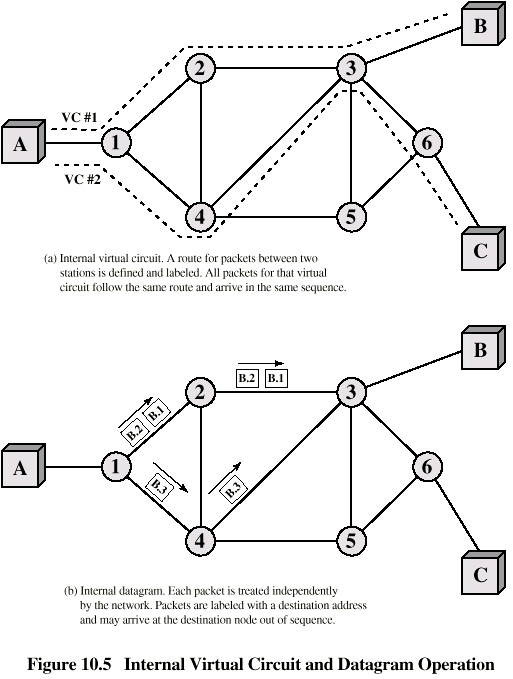 B
2
3
VC #1
A
1
6
VC #2
4
5
C
(a) Internal virtual circuit. A route for packets between two
stations is defined and labeled. All packets for that virtual
circuit follow the same route and arrive in the same sequence.
B
B.2 B.1
2
3
B.2 B.1
A
1
6
B.3
B.3
4
5
C
(b) Internal datagram. Each packet is treated independently
by the network. Packets are labeled with a destination address
and may arrive at the destination node out of sequence.
Figure 10.5 Internal Virtual Circuit and Datagram Operation